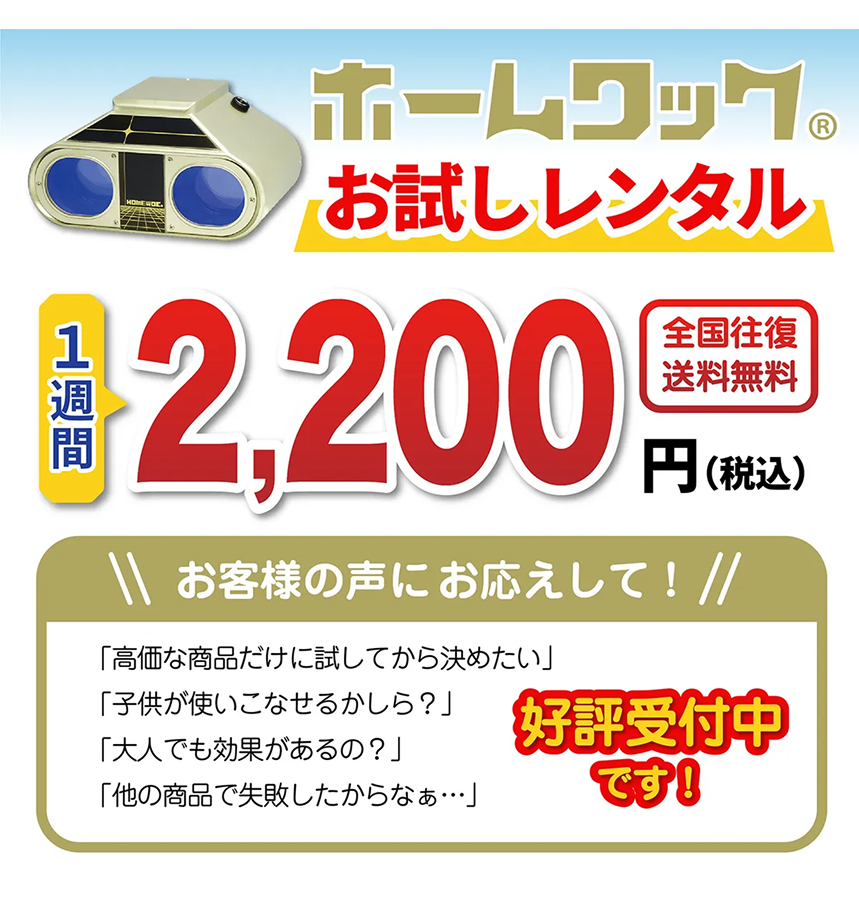 ホームワック®
お試しレンタル
HOMEWOC
1週間
2,200
円(税込)
全国往復
送料無料
\\ お客様の声に お応えして! //
「高価な商品だけに試してから決めたい」
「子供が使いこなせるかしら?」
「大人でも効果があるの?」
「他の商品で失敗したからなぁ…」
好評受付中
です!